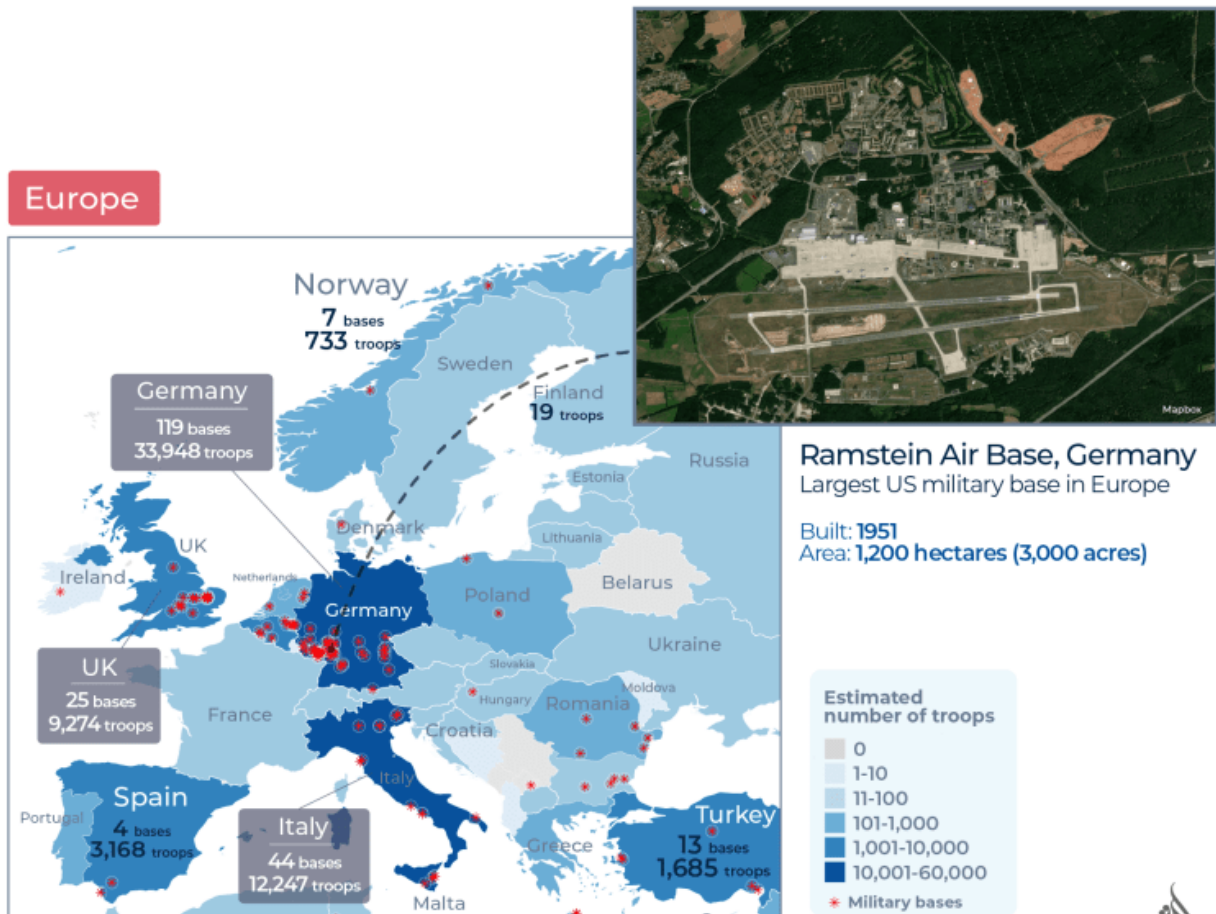 Mapbox
Europe
Norway
7 bases
733 troops
Sweden
Finland
19 troops
Germany
119 bases
33,948 troops
Russia
Estonia
Denmark
Lithuania
UK
Ireland
Netherlands
Belarus
Germany
Poland
Ukraine
UK
25 bases
9,274 troops
Slovakia
Moldova
Hungary
France
Romania
Croatia
Italy
Portugal
Spain
4 bases
3,168 troops
Italy
44 bases
12,247 troops
Greece
Turkey
13 bases
1,685 troops
Malta
Ramstein Air Base, Germany
Largest US military base in Europe
Built: 1951
Area: 1,200 hectares (3,000 acres)
Estimated
number of troops
0
1-10
11-100
101-1,000
1,001-10,000
10,001-60,000
Military bases